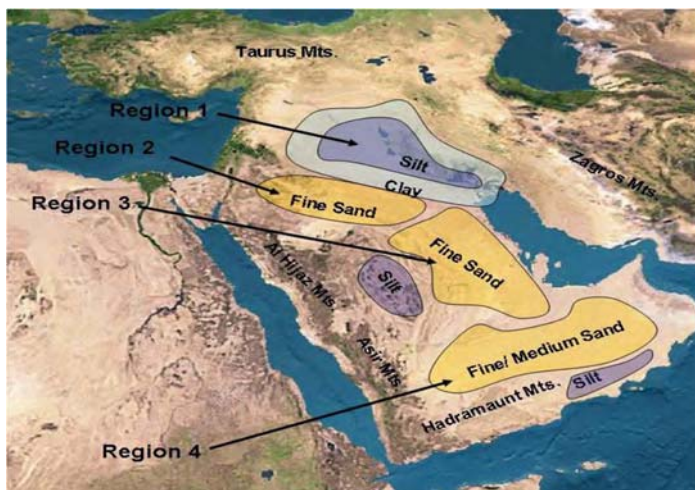 Taurus Mts.
Region 1
Region 2
Silt
Zagros Mts.
Clay
Region 3
Fine Sand
Fine Sand
Al Hijaz Mts.
Silt
Fine/ Medium Sand
Asir Mts.
Silt
Hadramaunt Mts.
Region 4